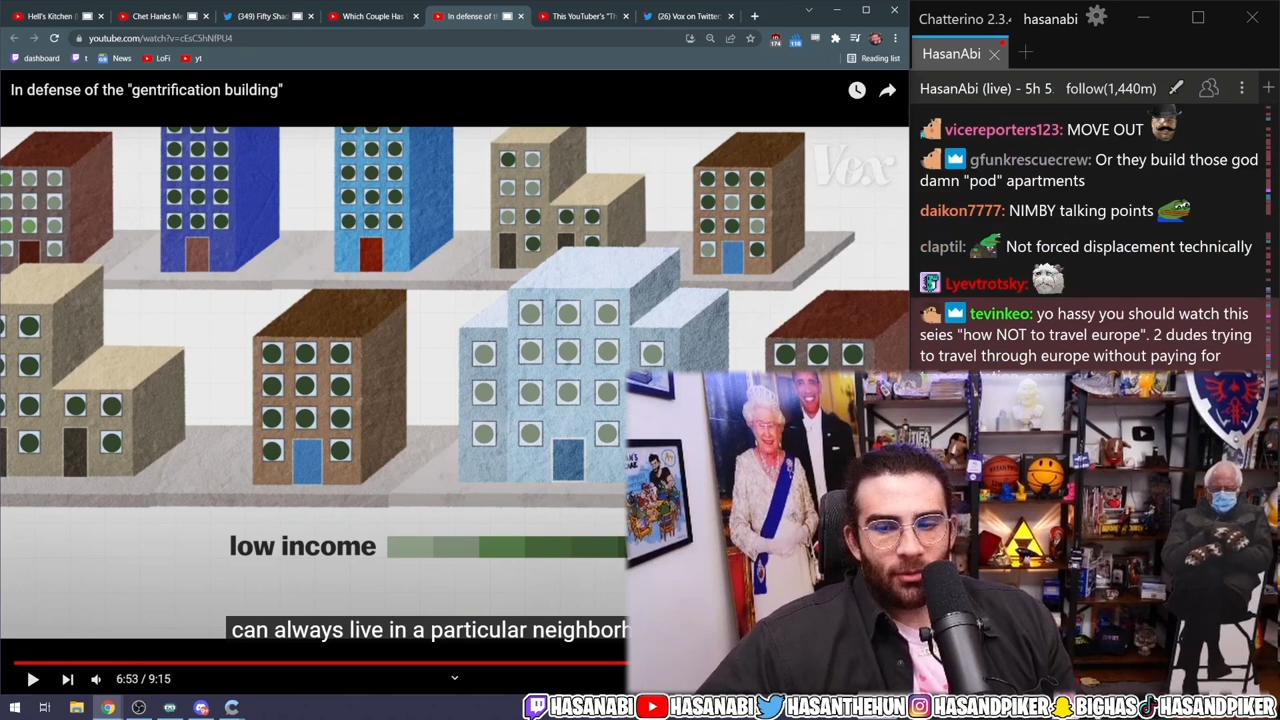 Hell's Kitchen (
Chet Hanks M
(349) Fifty Sha
Which Couple Has
In defense of t
This YouTuber's "Th
(26) Vox on Twitter
youtube.com/watch?v=cEsC5hNfPU4
174
116
dashboard
t
News
LoFi
yt
Reading list
In defense of the "gentrification building"
Vox
low income
can always live in a particular neighborh
6:53 / 9:15
Chatterino 2.3.
hasanabi
HasanAbi
HasanAbi (live) - 5h 5
follow(1,440m)
vicereporters123: MOVE OUT
gfunkrescuecrew: Or they build those god
damn "pod" apartments
daikon7777: NIMBY talking points
claptil: Not forced displacement technically
Lyevtrotsky:
tevinkeo: yo hassy you should watch this
seies "how NOT to travel europe". 2 dudes trying
to travel through europe without paying for
HASANABI HASANABI HASANTHEHUN HASANDPIKER BIGHAS HASANDPIKER